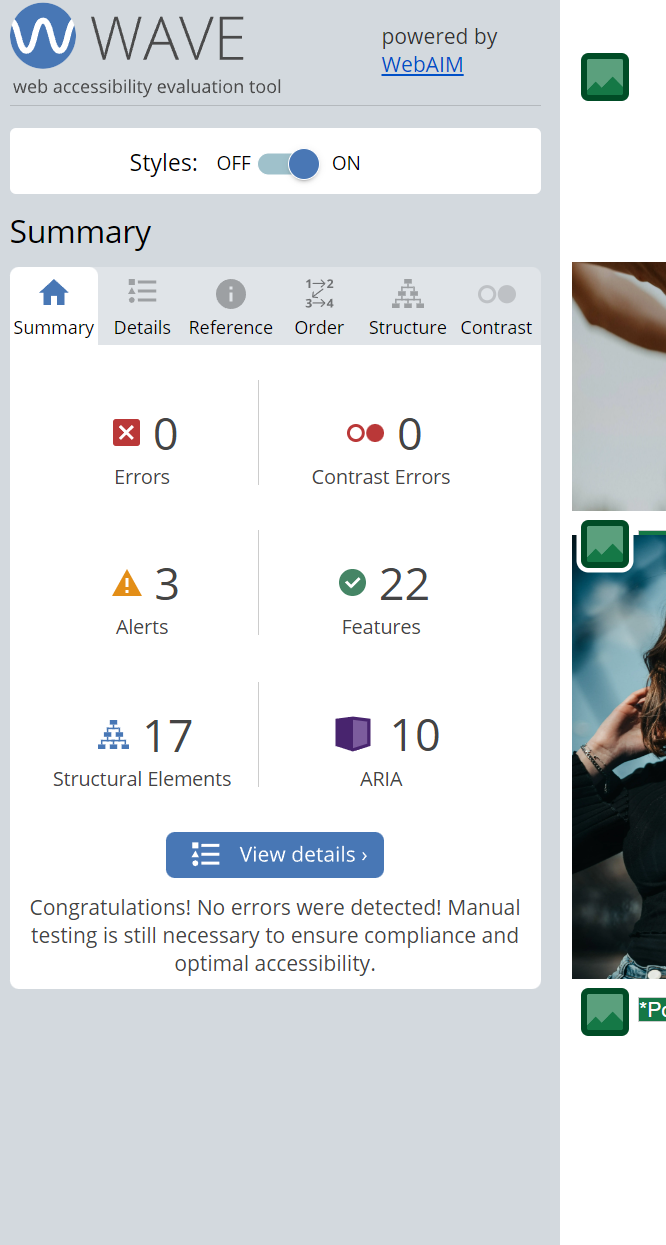 WAVE
powered by
WebAIM
web accessibility evaluation tool
Styles: OFF ON
Summary
1 2
3 4
Summary Details Reference Order Structure Contrast
0 0
Errors Contrast Errors
3 22
Alerts Features
17 10
Structural Elements ARIA
View details ›
Congratulations! No errors were detected! Manual
testing is still necessary to ensure compliance and
optimal accessibility.